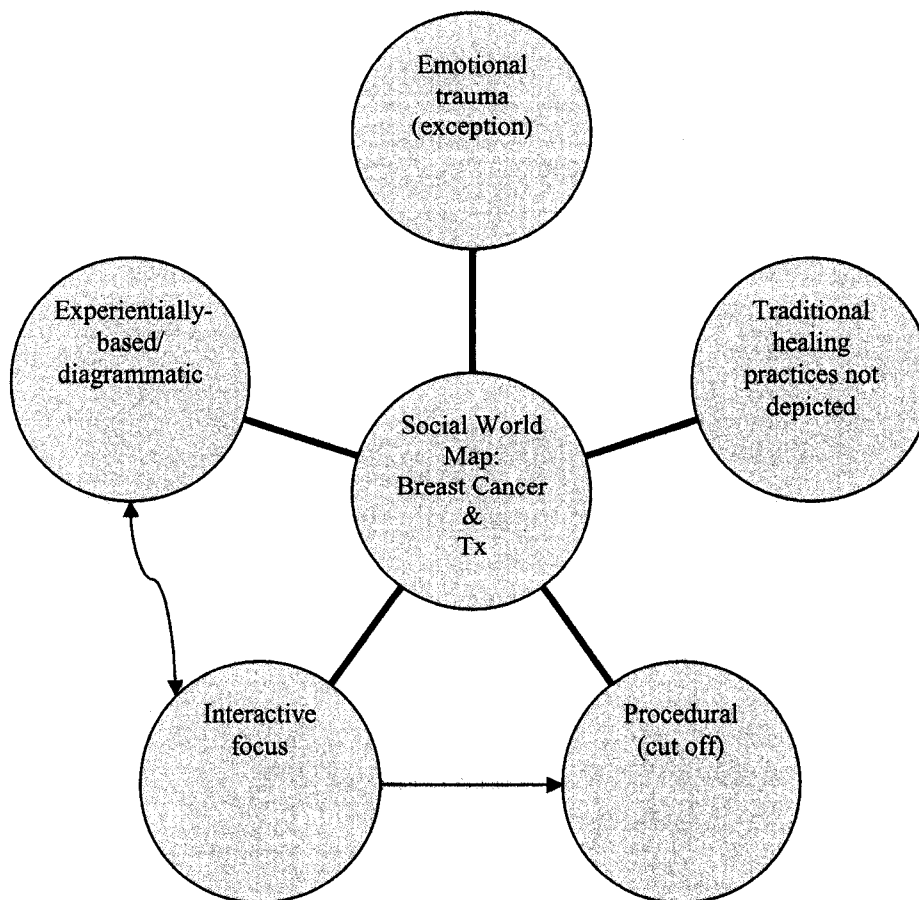 Emotional
trauma
(exception)
Experientially-
based/
diagrammatic
Traditional
healing
practices not
depicted
Social World
Map:
Breast Cancer
&
Tx
Interactive
focus
Procedural
(cut off)